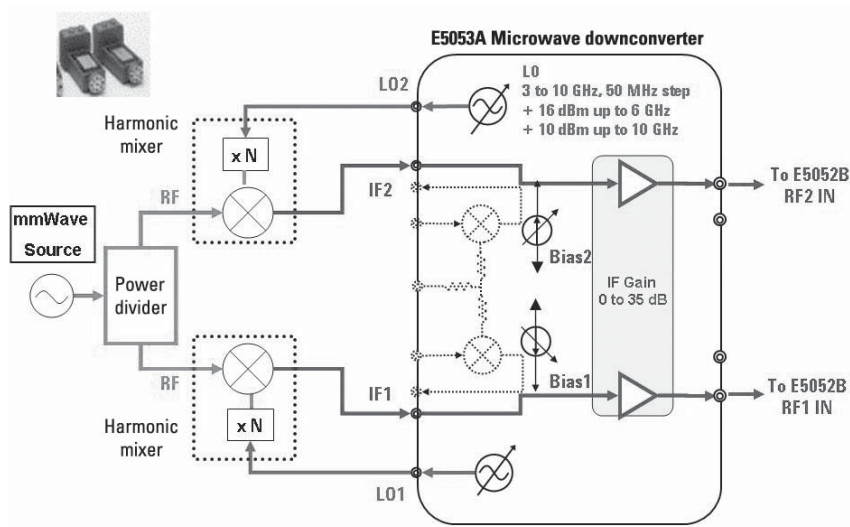 E5053A Microwave downconverter
LO2
LO
3 to 10 GHz, 50 MHz step
+ 16 dBm up to 6 GHz
+ 10 dBm up to 10 GHz
Harmonic
mixer
x N
RF
IF2
To E5052B
RF2 IN
mmWave
Source
Power
divider
Bias2
IF Gain
0 to 35 dB
Bias1
RF
IF1
To E5052B
RF1 IN
Harmonic
mixer
x N
LO1